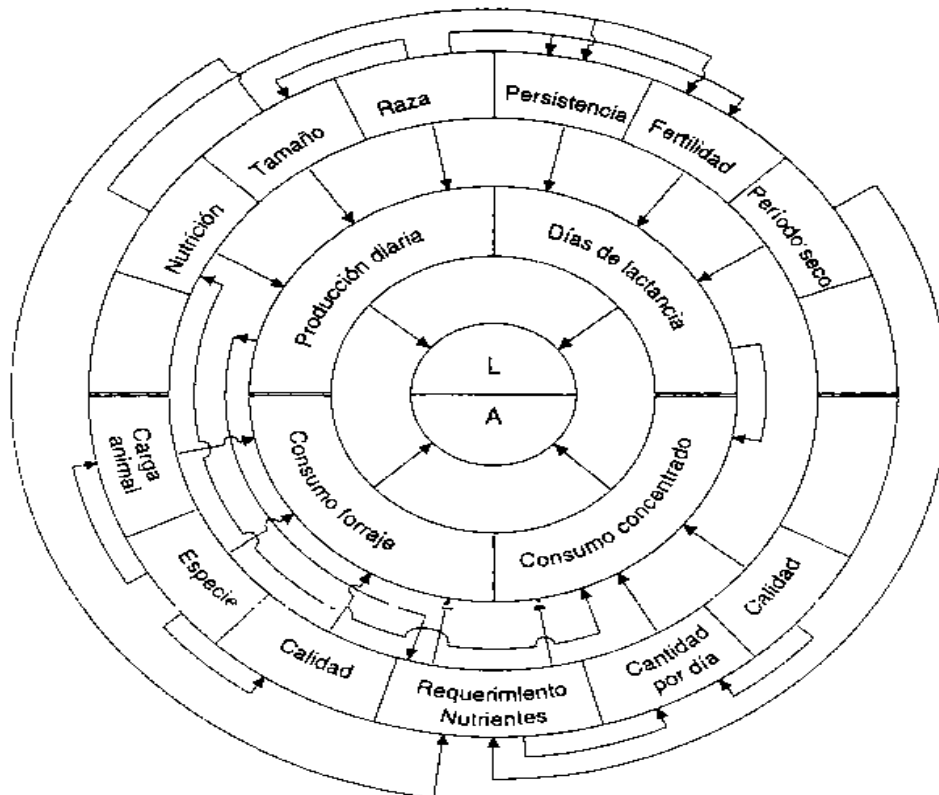 Raza
Persistencia
Tamaño
Fertilidad
Nutrición
Período seco
Producción diaria
Días de lactancia
L
A
Carga
animal
Consumo forraje
Consumo concentrado
Especie
Calidad
Calidad
Requerimiento
Nutrientes
Cantidad
por día